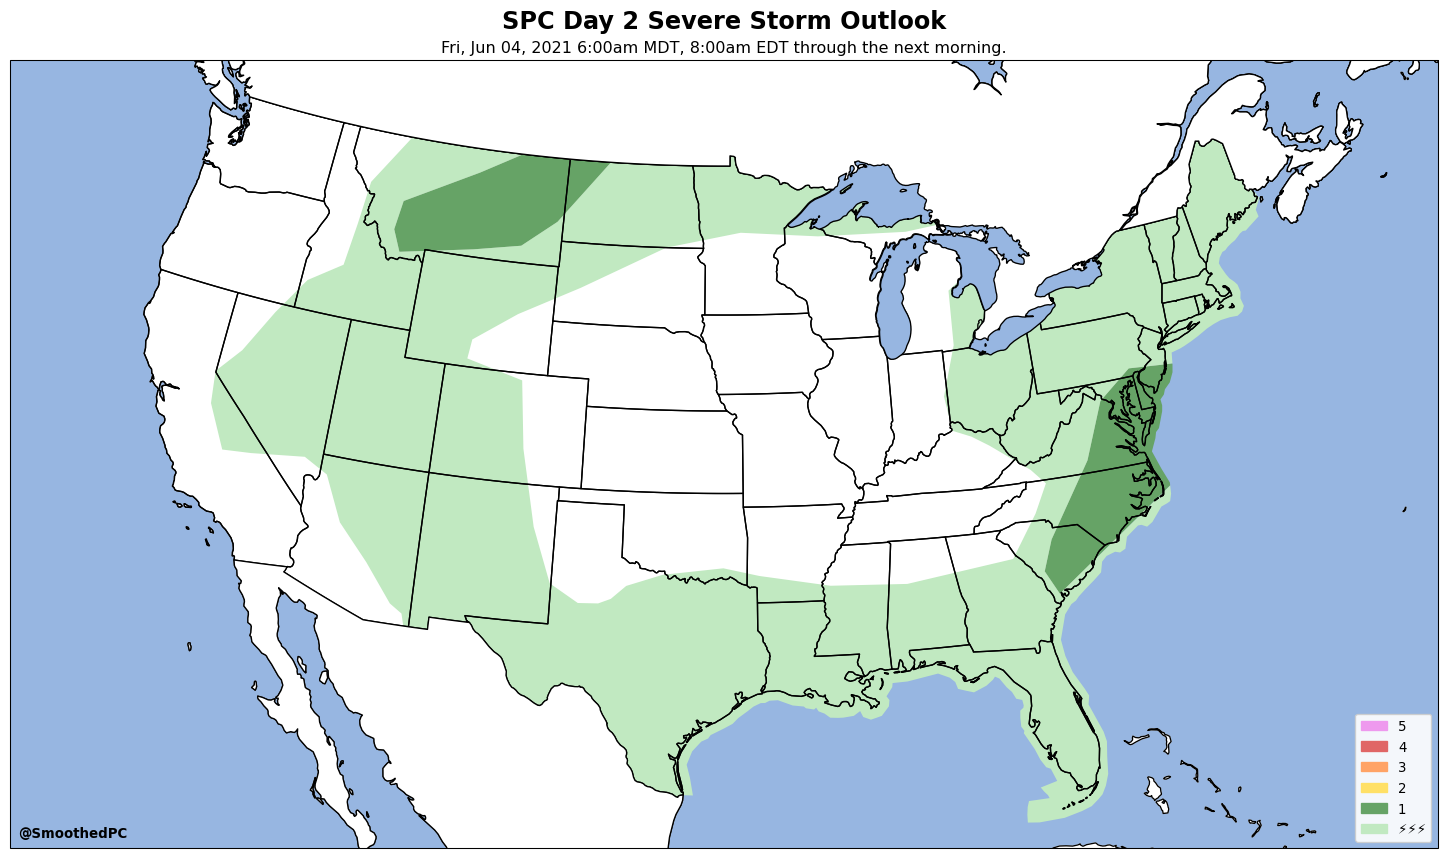 SPC Day 2 Severe Storm Outlook
Fri, Jun 04, 2021 6:00am MDT, 8:00am EDT through the next morning.
5
4
3
2
1
⚡⚡⚡
@SmoothedPC